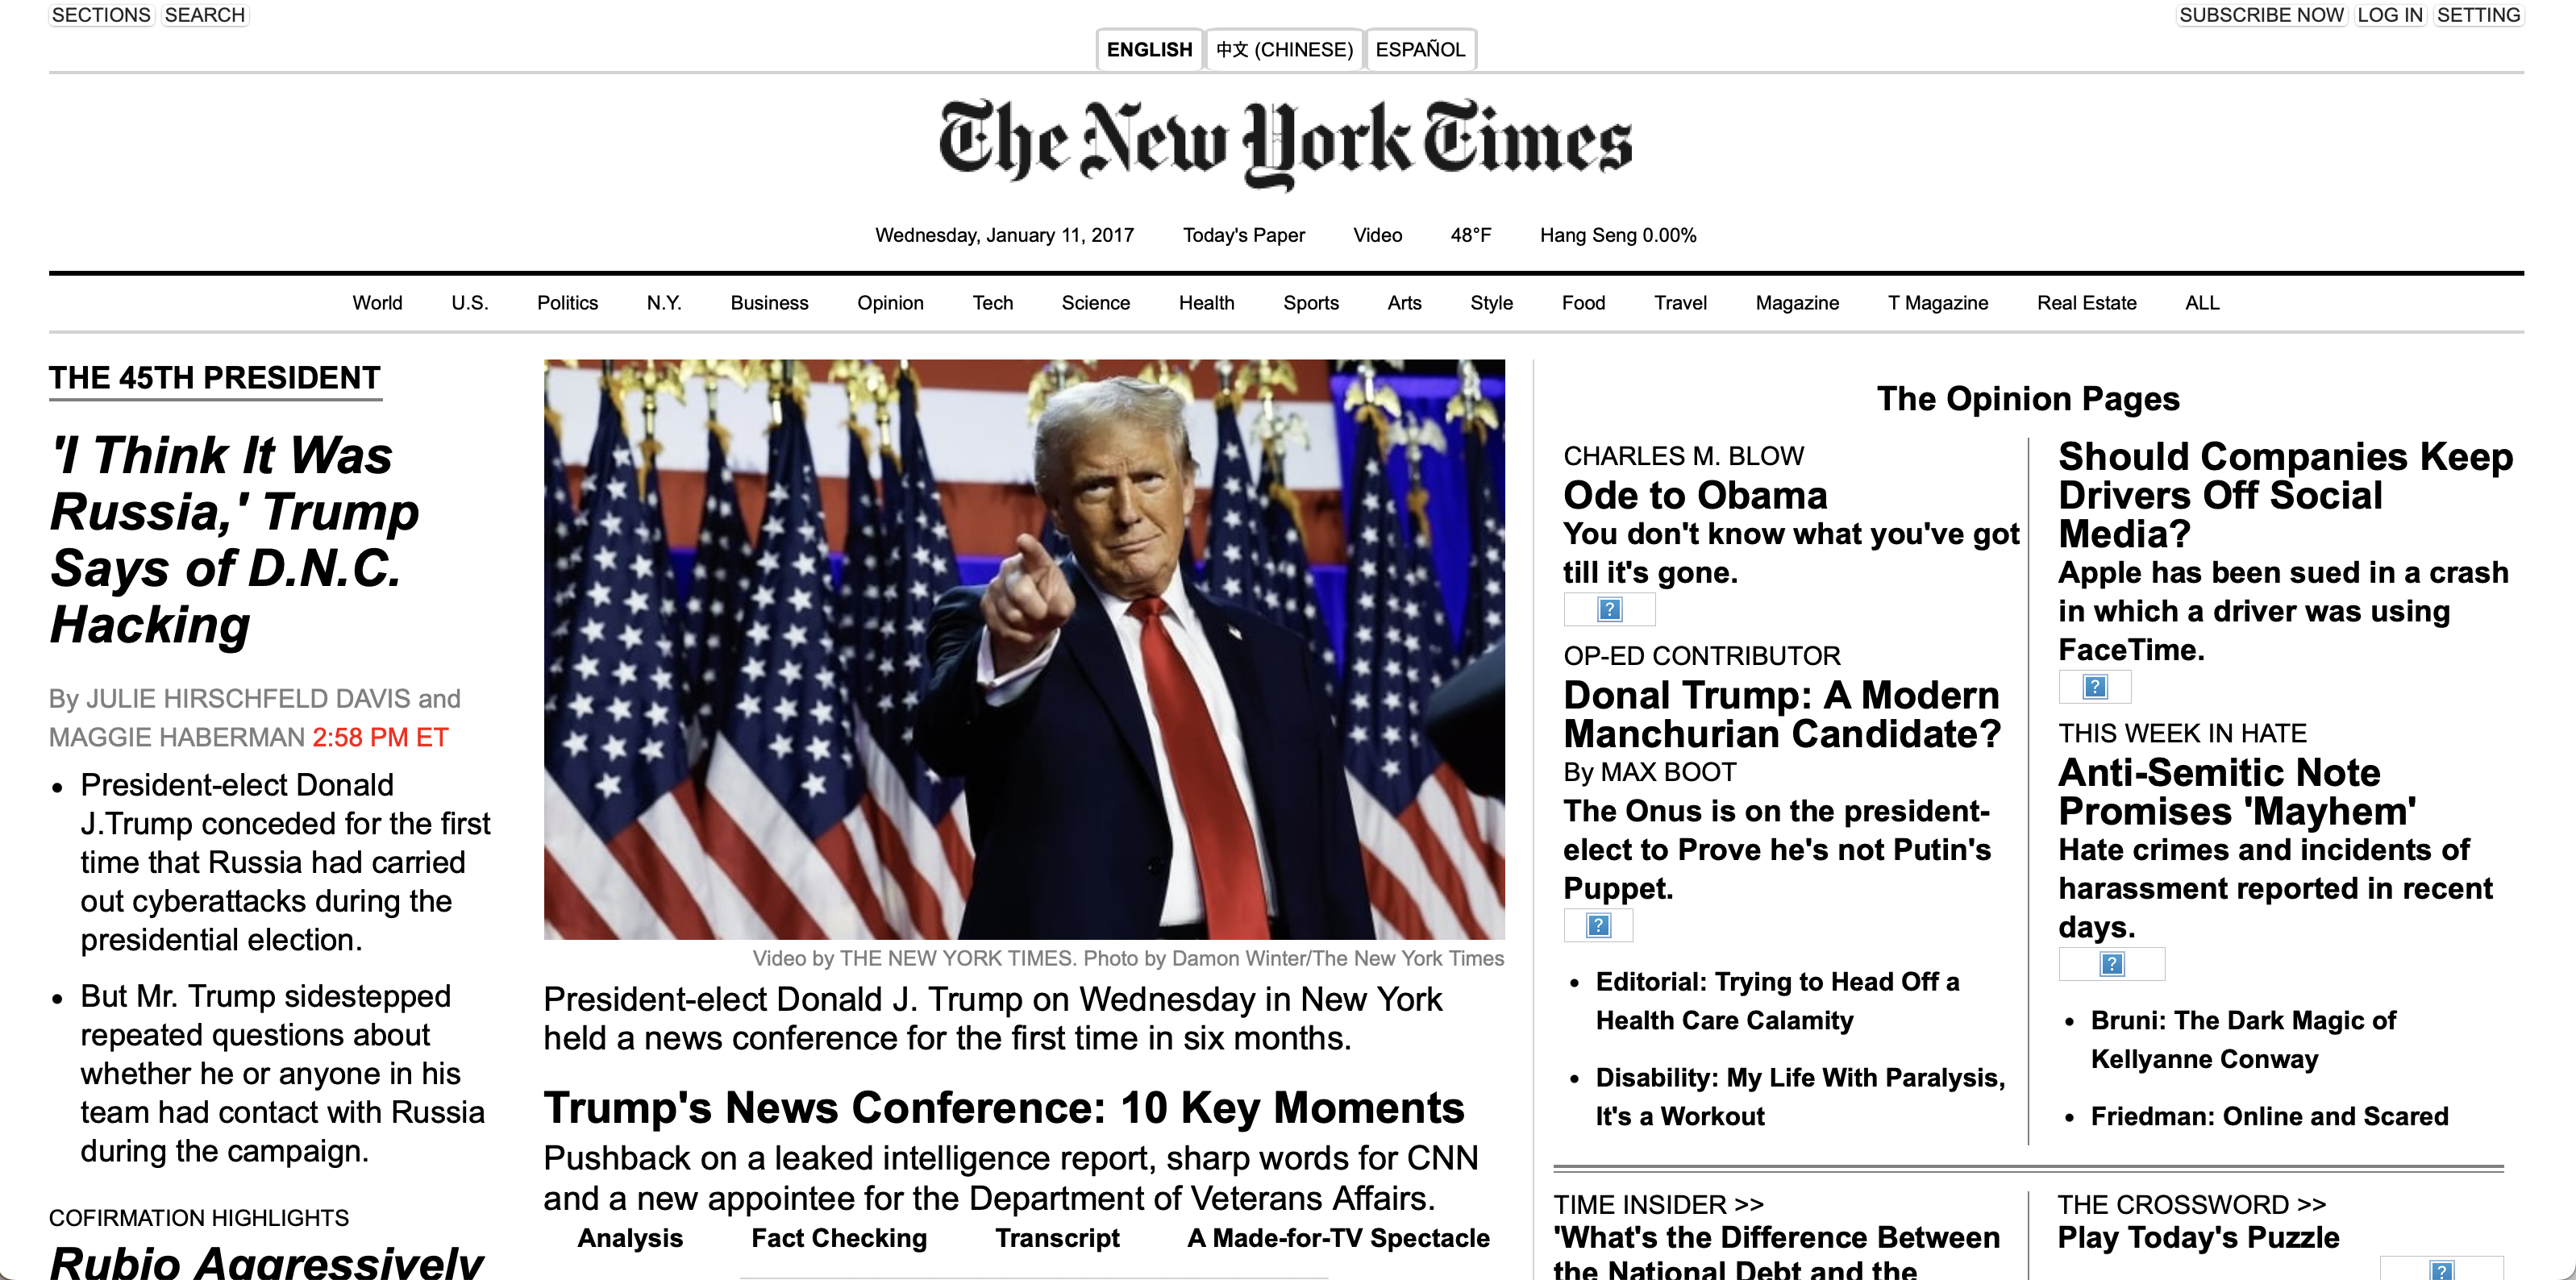 SECTIONS SEARCH
SUBSCRIBE NOW LOG IN SETTING
ENGLISH 中文 (CHINESE) ESPAÑOL
The New York Times
Wednesday, January 11, 2017 Today's Paper Video 48°F Hang Seng 0.00%
World U.S. Politics N.Y. Business Opinion Tech Science Health Sports Arts Style Food Travel Magazine T Magazine Real Estate ALL
THE 45TH PRESIDENT
'I Think It Was
Russia,' Trump
Says of D.N.C.
Hacking
By JULIE HIRSCHFELD DAVIS and
MAGGIE HABERMAN 2:58 PM ET
President-elect Donald
J.Trump conceded for the first
time that Russia had carried
out cyberattacks during the
presidential election.
But Mr. Trump sidestepped
repeated questions about
whether he or anyone in his
team had contact with Russia
during the campaign.
COFIRMATION HIGHLIGHTS
Rubio Aggressively
Video by THE NEW YORK TIMES. Photo by Damon Winter/The New York Times
President-elect Donald J. Trump on Wednesday in New York
held a news conference for the first time in six months.
Trump's News Conference: 10 Key Moments
Pushback on a leaked intelligence report, sharp words for CNN
and a new appointee for the Department of Veterans Affairs.
Analysis Fact Checking Transcript A Made-for-TV Spectacle
The Opinion Pages
CHARLES M. BLOW
Ode to Obama
You don't know what you've got
till it's gone.
OP-ED CONTRIBUTOR
Donal Trump: A Modern
Manchurian Candidate?
By MAX BOOT
The Onus is on the president-
elect to Prove he's not Putin's
Puppet.
Editorial: Trying to Head Off a
Health Care Calamity
Disability: My Life With Paralysis,
It's a Workout
Should Companies Keep
Drivers Off Social
Media?
Apple has been sued in a crash
in which a driver was using
FaceTime.
THIS WEEK IN HATE
Anti-Semitic Note
Promises 'Mayhem'
Hate crimes and incidents of
harassment reported in recent
days.
Bruni: The Dark Magic of
Kellyanne Conway
Friedman: Online and Scared
TIME INSIDER >>
'What's the Difference Between
the National Debt and the
THE CROSSWORD >>
Play Today's Puzzle